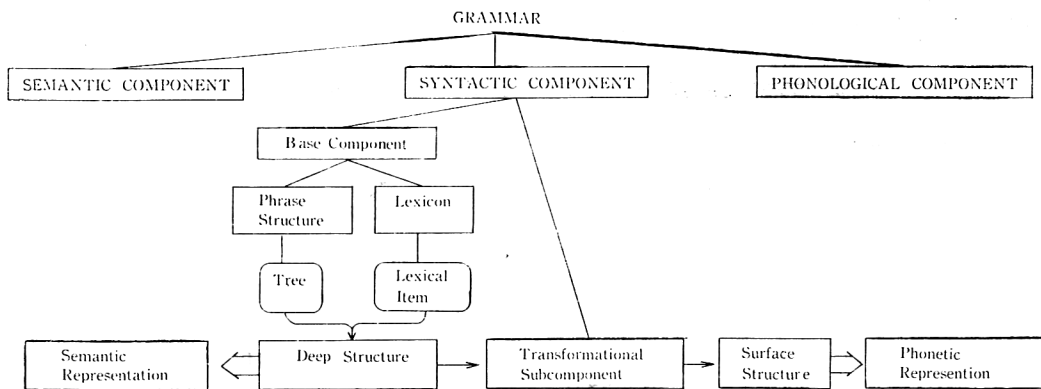 GRAMMAR
SEMANTIC COMPONENT
SYNTACTIC COMPONENT
PHONOLOGICAL COMPONENT
Base Component
Phrase
Structure
Lexicon
Tree
Lexical
Item
Semantic
Representation
Deep Structure
Transformational
Subcomponent
Surface
Structure
Phonetic
Represention